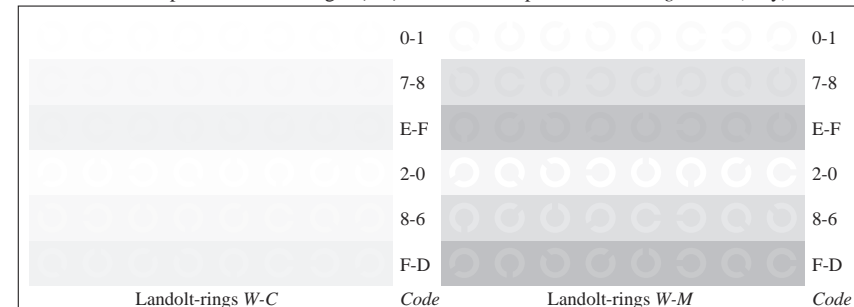 0-1 0-1
7-8 7-8
E-F E-F
2-0 2-0
8-6 8-6
F-D F-D
Landolt-rings W-C Code Landolt-rings W-M Code